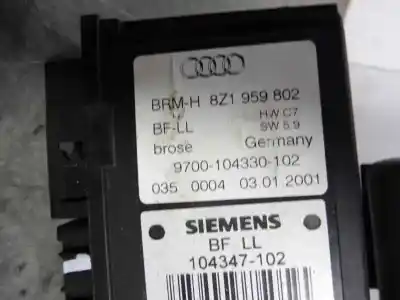 BRM-H 8Z1 959 802
BF-LL HW C7
SW 5.9
brose Germany
9700-104330-102
035 0004 03.01.2001
SIEMENS
BF LL
104347-102